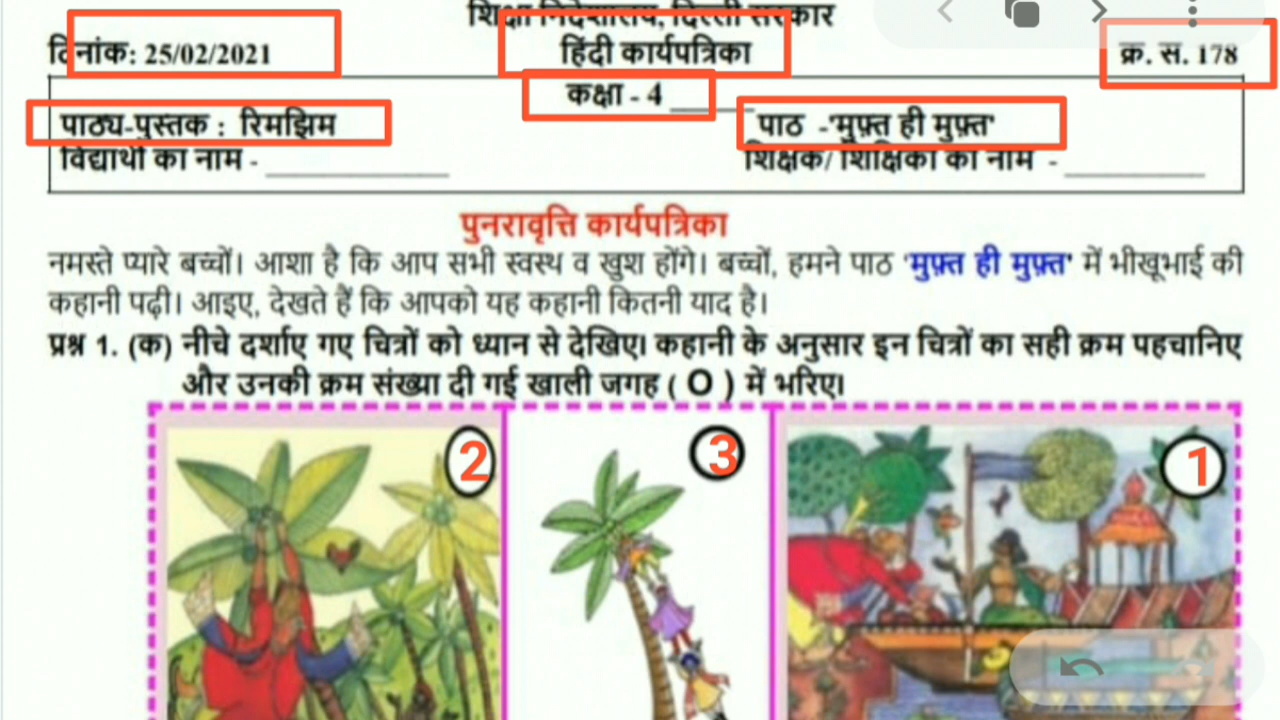 शिक्षा निदेशालय, दिल्ली सरकार
दिनांक: 25/02/2021 हिंदी कार्यपत्रिका क्र. स. 178
कक्षा - 4
पाठ्य-पुस्तक : रिमझिम पाठ -'मुफ़्त ही मुफ़्त'
विद्यार्थी का नाम - शिक्षक/ शिक्षिका का नाम -
पुनरावृत्ति कार्यपत्रिका
नमस्ते प्यारे बच्चों। आशा है कि आप सभी स्वस्थ व खुश होंगे। बच्चों, हमने पाठ 'मुफ़्त ही मुफ़्त' में भीखूभाई की
कहानी पढ़ी। आइए, देखते हैं कि आपको यह कहानी कितनी याद है।
प्रश्न 1. (क) नीचे दर्शाए गए चित्रों को ध्यान से देखिए। कहानी के अनुसार इन चित्रों का सही क्रम पहचानिए
और उनकी क्रम संख्या दी गई खाली जगह ( O ) में भरिए।
2 3 1